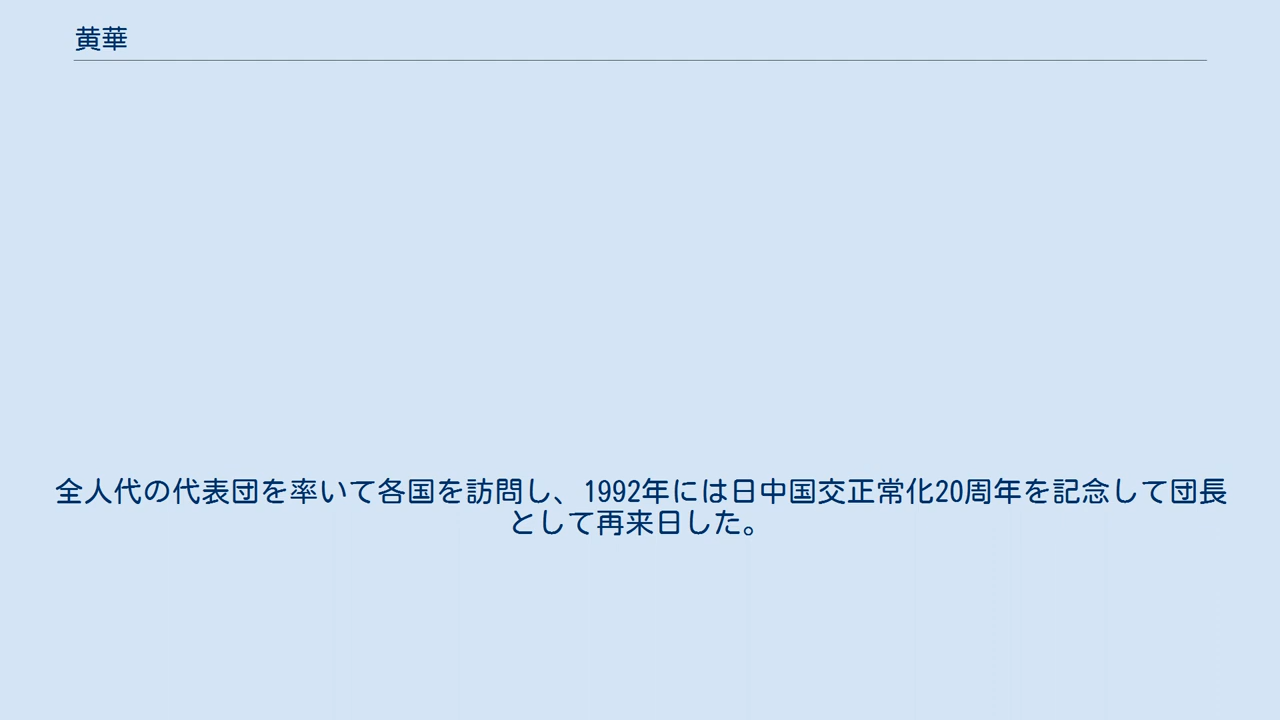 黄華
全人代の代表団を率いて各国を訪問し、1992年には日中国交正常化20周年を記念して団長
として再来日した。